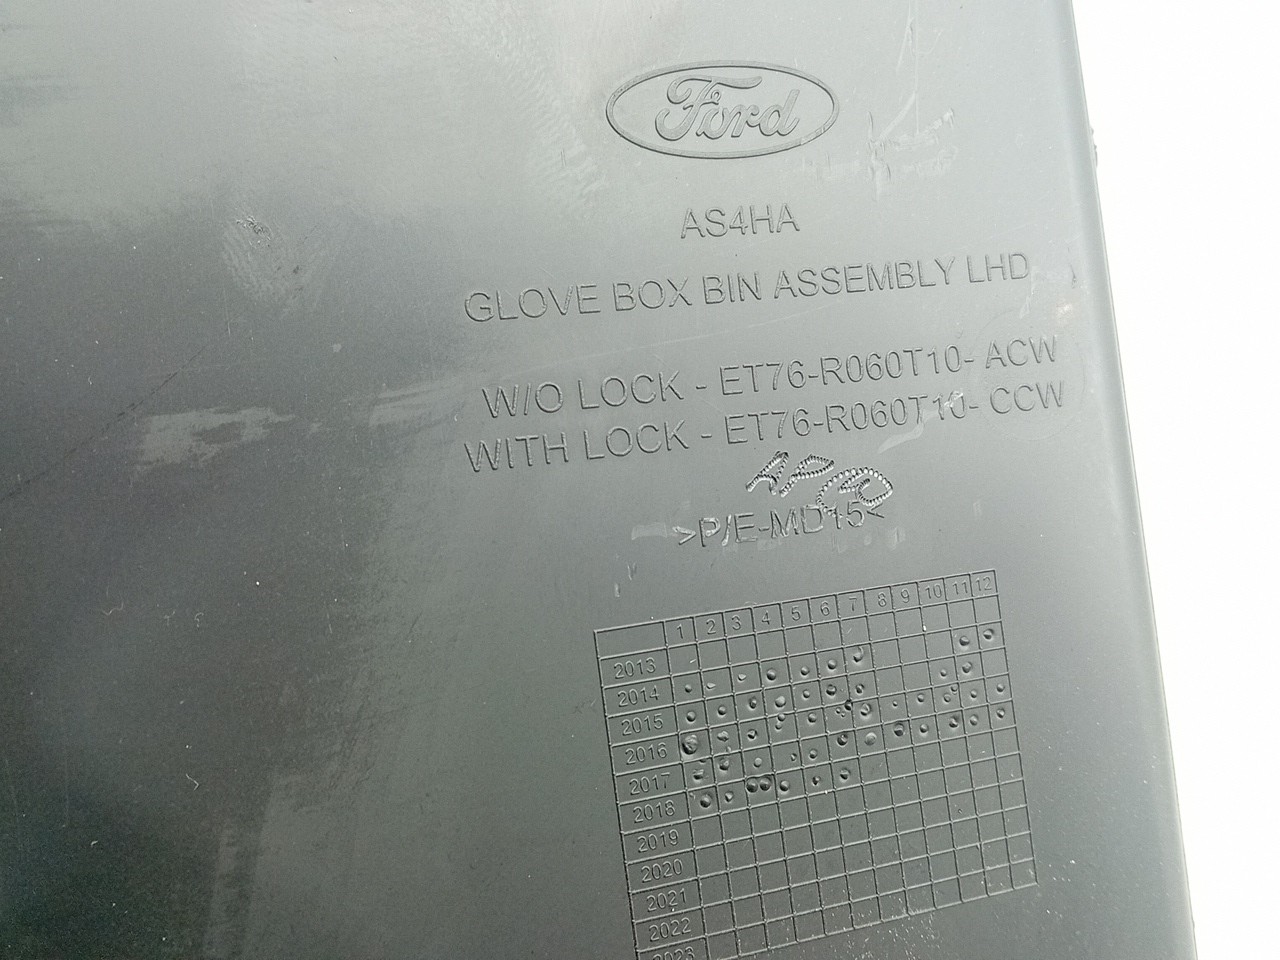 Ford
AS4HA
GLOVE BOX BIN ASSEMBLY LHD
W/O LOCK - ET76-R060T10- ACW
WITH LOCK - ET76-R060T10- CCW
>P/E-MD15<
1 2 3 4 5 6 7 8 9 10 11 12
2013
2014
2015
2016
2017
2018
2019
2020
2021
2022
2023